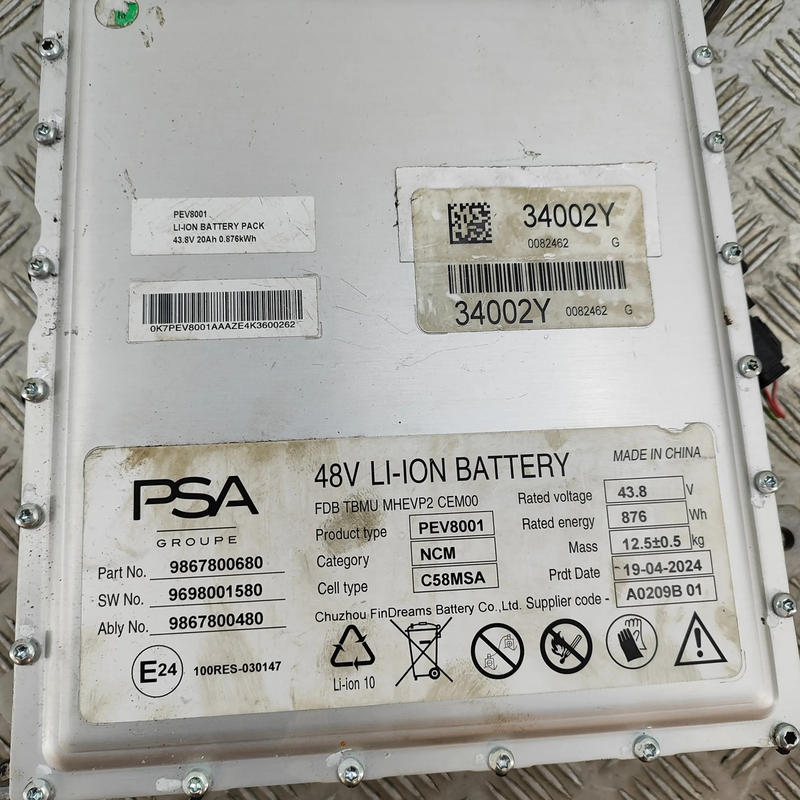 PEV8001
LI-ION BATTERY PACK
43.8V 20Ah 0.876kWh
0K7PEV8001AAAZE4K3600262
34002Y
0082462 G
34002Y 0082462 G
PSA
GROUPE
48V LI-ION BATTERY
MADE IN CHINA
FDB TBMU MHEVP2 CEM00
Product type PEV8001
Category NCM
Cell type C58MSA
Rated voltage 43.8 V
Rated energy 876 Wh
Mass 12.5±0.5 kg
Prdt Date 19-04-2024
Chuzhou FinDreams Battery Co.,Ltd. Supplier code - A0209B 01
Part No. 9867800680
SW No. 9698001580
Ably No. 9867800480
E24 100RES-030147
Li-ion 10